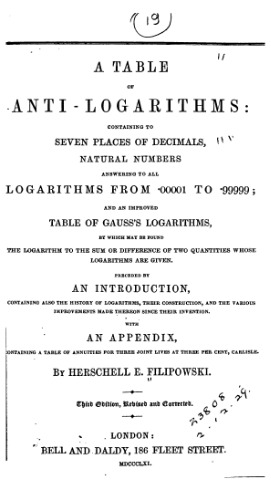 (19)
A TABLE
OF
ANTI-LOGARITHMS:
CONTAINING TO
SEVEN PLACES OF DECIMALS,
NATURAL NUMBERS
ANSWERING TO ALL
LOGARITHMS FROM ·00001 TO ·99999;
AND AN IMPROVED
TABLE OF GAUSS'S LOGARITHMS,
BY WHICH MAY BE FOUND
THE LOGARITHM TO THE SUM OR DIFFERENCE OF TWO QUANTITIES WHOSE
LOGARITHMS ARE GIVEN.
PRECEDED BY
AN INTRODUCTION,
CONTAINING ALSO THE HISTORY OF LOGARITHMS, THEIR CONSTRUCTION, AND THE VARIOUS
IMPROVEMENTS MADE THEREON SINCE THEIR INVENTION.
WITH
AN APPENDIX,
CONTAINING A TABLE OF ANNUITIES FOR THREE JOINT LIVES AT THREE PER CENT, CARLISLE.
BY HERSCHELL E. FILIPOWSKI.
Third Edition, Revised and Corrected.
23808
2.2.29.
LONDON:
BELL AND DALDY, 186 FLEET STREET.
MDCCCLXI.